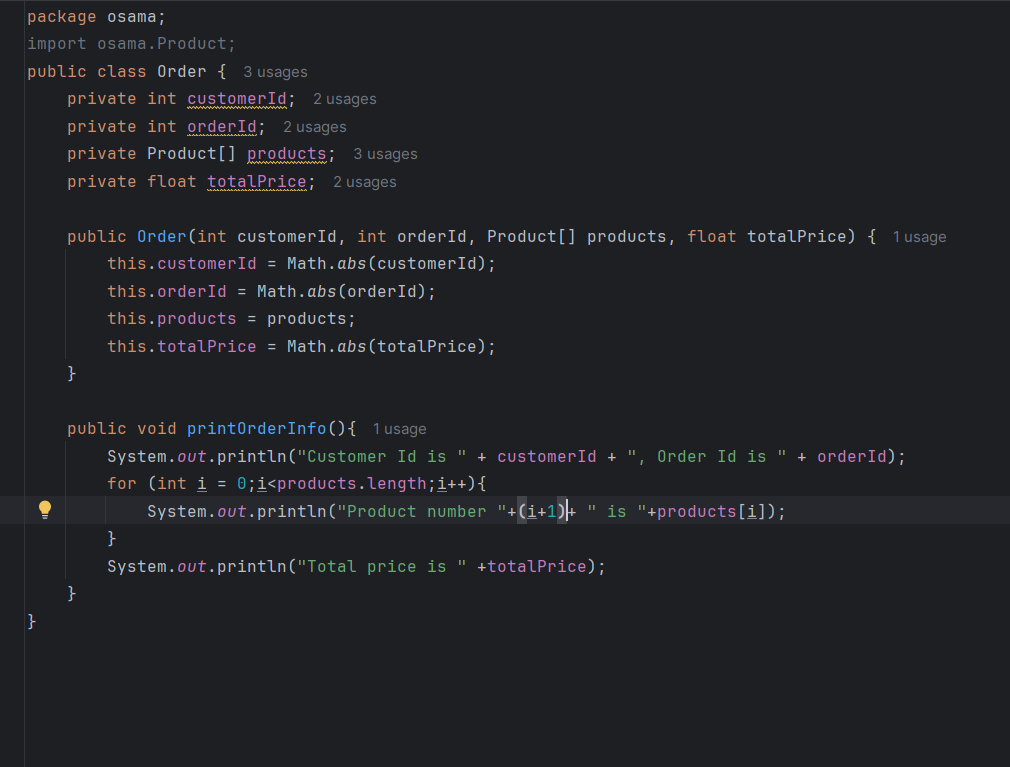 package osama;
import osama.Product;
public class Order { 3 usages
    private int customerId; 2 usages
    private int orderId; 2 usages
    private Product[] products; 3 usages
    private float totalPrice; 2 usages

    public Order(int customerId, int orderId, Product[] products, float totalPrice) { 1 usage
        this.customerId = Math.abs(customerId);
        this.orderId = Math.abs(orderId);
        this.products = products;
        this.totalPrice = Math.abs(totalPrice);
    }

    public void printOrderInfo(){ 1 usage
        System.out.println("Customer Id is " + customerId + ", Order Id is " + orderId);
        for (int i = 0;i<products.length;i++){
            System.out.println("Product number "+(i+1)+ " is "+products[i]);
        }
        System.out.println("Total price is " +totalPrice);
    }
}